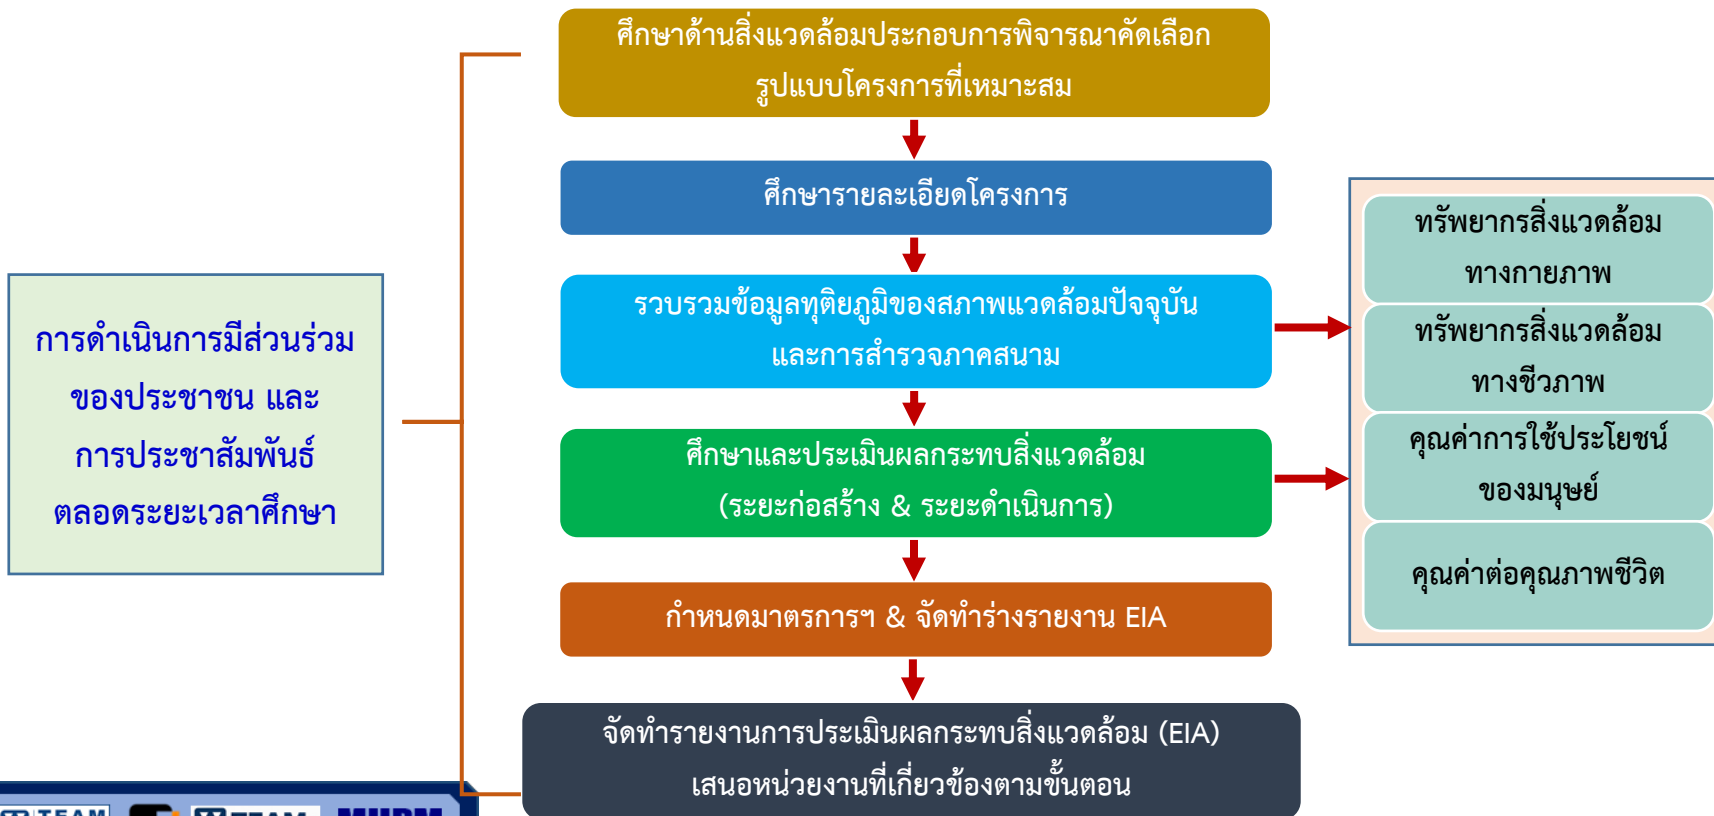 ศึกษาด้านสิ่งแวดล้อมประกอบการพิจารณาคัดเลือก
รูปแบบโครงการที่เหมาะสม
ศึกษารายละเอียดโครงการ
รวบรวมข้อมูลทุติยภูมิของสภาพแวดล้อมปัจจุบัน
และการสำรวจภาคสนาม
ศึกษาและประเมินผลกระทบสิ่งแวดล้อม
(ระยะก่อสร้าง & ระยะดำเนินการ)
กำหนดมาตรการฯ & จัดทำร่างรายงาน EIA
จัดทำรายงานการประเมินผลกระทบสิ่งแวดล้อม (EIA)
เสนอหน่วยงานที่เกี่ยวข้องตามขั้นตอน
การดำเนินการมีส่วนร่วม
ของประชาชน และ
การประชาสัมพันธ์
ตลอดระยะเวลาศึกษา
ทรัพยากรสิ่งแวดล้อม
ทางกายภาพ
ทรัพยากรสิ่งแวดล้อม
ทางชีวภาพ
คุณค่าการใช้ประโยชน์
ของมนุษย์
คุณค่าต่อคุณภาพชีวิต
TEAM
TEAM